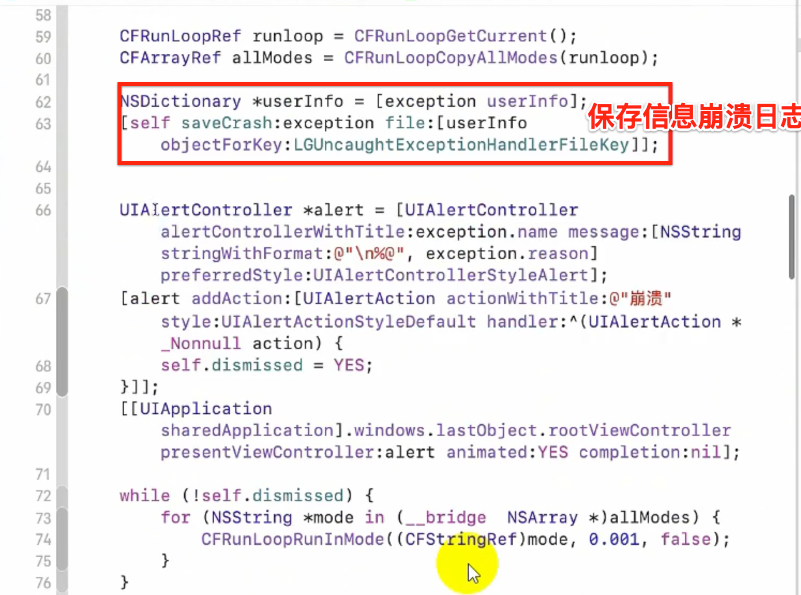 58
59 CFRunLoopRef runloop = CFRunLoopGetCurrent();
60 CFArrayRef allModes = CFRunLoopCopyAllModes(runloop);
61
62 NSDictionary *userInfo = [exception userInfo];
保存信息崩溃日志
63 [self saveCrash:exception file:[userInfo
objectForKey:LGUncaughtExceptionHandlerFileKey]];
64
65
66 UIAlertController *alert = [UIAlertController
alertControllerWithTitle:exception.name message:[NSString
stringWithFormat:@"\n%@", exception.reason]
preferredStyle:UIAlertControllerStyleAlert];
67 [alert addAction:[UIAlertAction actionWithTitle:@"崩溃"
style:UIAlertActionStyleDefault handler:^(UIAlertAction *
_Nonnull action) {
68 self.dismissed = YES;
69 }]];
70 [[UIApplication
sharedApplication].windows.lastObject.rootViewController
presentViewController:alert animated:YES completion:nil];
71
72 while (!self.dismissed) {
73 for (NSString *mode in (__bridge NSArray *)allModes) {
74 CFRunLoopRunInMode((CFStringRef)mode, 0.001, false);
75 }
76 }